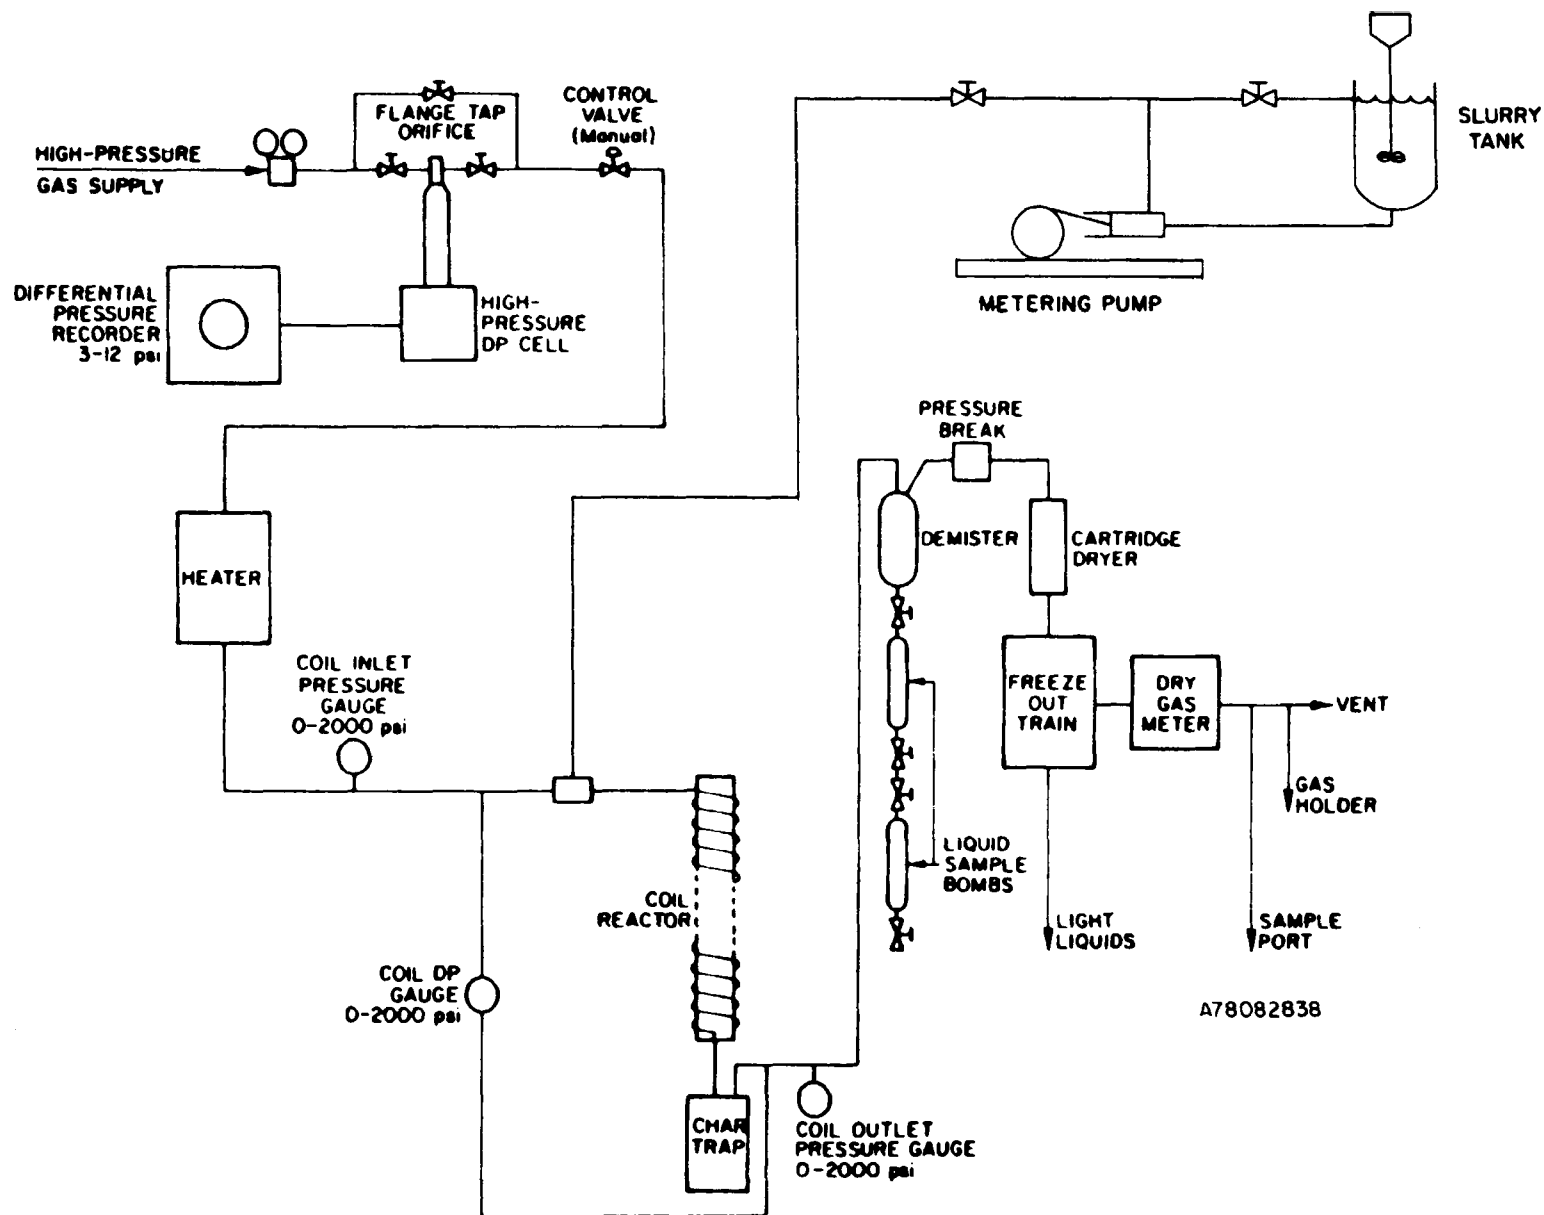 FLANGE TAP
ORIFICE
CONTROL
VALVE
(Manual)
HIGH-PRESSURE
GAS SUPPLY
SLURRY
TANK
DIFFERENTIAL
PRESSURE
RECORDER
3-12 psi
HIGH-
PRESSURE
DP CELL
METERING PUMP
PRESSURE
BREAK
DEMISTER
CARTRIDGE
DRYER
HEATER
COIL INLET
PRESSURE
GAUGE
0-2000 psi
FREEZE
OUT
TRAIN
DRY
GAS
METER
VENT
GAS
HOLDER
LIQUID
SAMPLE
BOMBS
COIL
REACTOR
LIGHT
LIQUIDS
SAMPLE
PORT
COIL DP
GAUGE
0-2000 psi
A78082838
CHAR
TRAP
COIL OUTLET
PRESSURE GAUGE
0-2000 psi